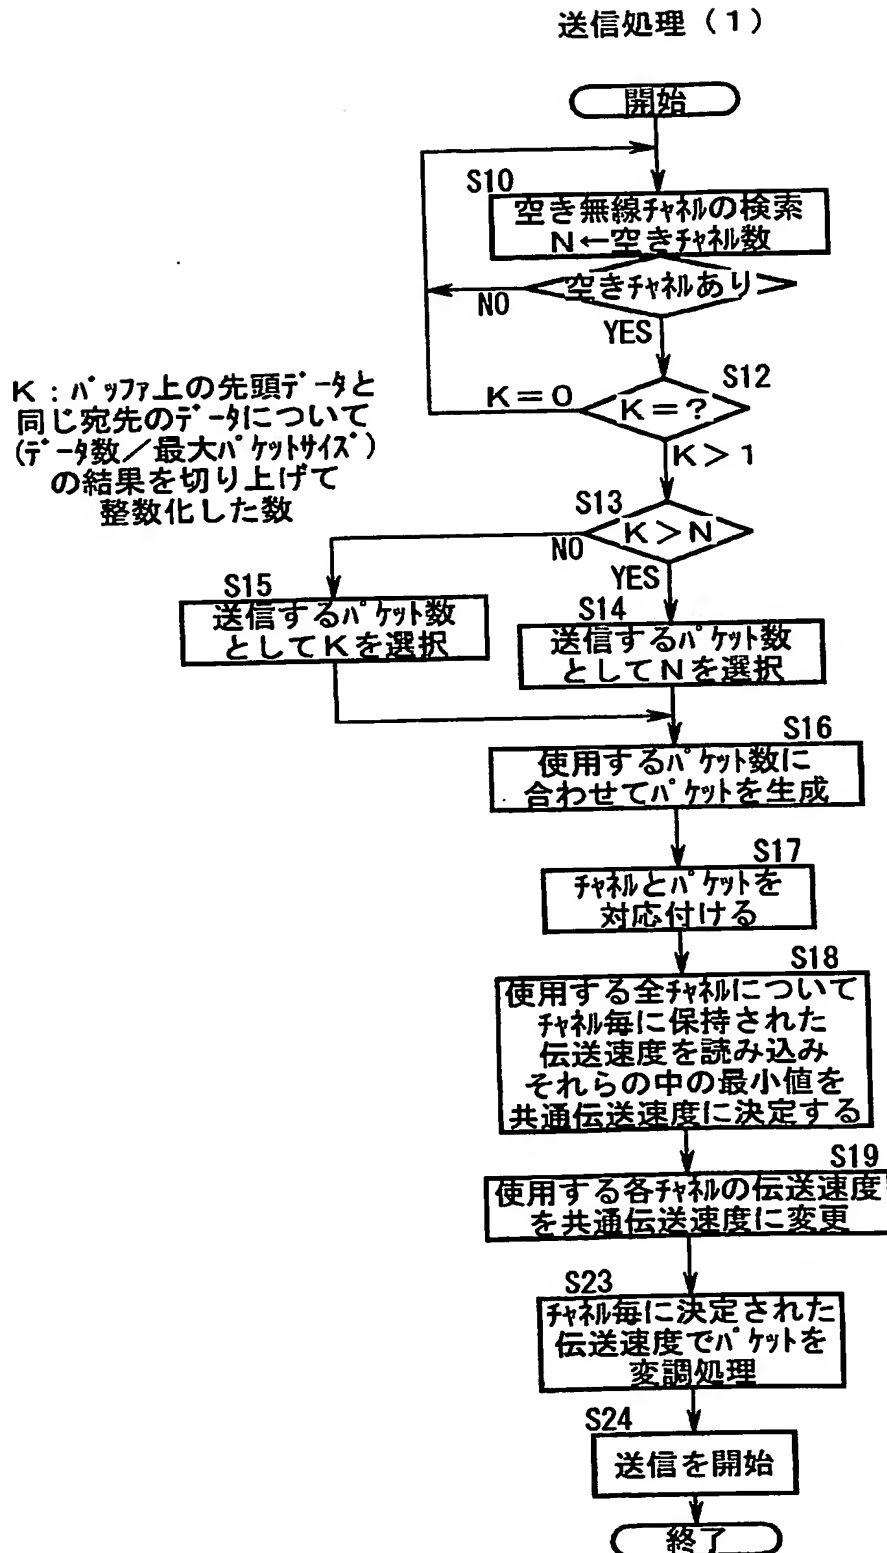 送信処理（1）
開始
S10
空き無線ﾁｬﾈﾙの検索
N←空きﾁｬﾈﾙ数
空きﾁｬﾈﾙあり
NO
YES
S12
K=0
K=?
K>1
K：ﾊﾞｯﾌｧ上の先頭ﾃﾞｰﾀと
同じ宛先のﾃﾞｰﾀについて
(ﾃﾞｰﾀ数／最大ﾊﾟｹｯﾄｻｲｽﾞ)
の結果を切り上げて
整数化した数
S13
K>N
NO
YES
S15
送信するﾊﾟｹｯﾄ数
としてKを選択
S14
送信するﾊﾟｹｯﾄ数
としてNを選択
S16
使用するﾊﾟｹｯﾄ数に
合わせてﾊﾟｹｯﾄを生成
S17
ﾁｬﾈﾙとﾊﾟｹｯﾄを
対応付ける
S18
使用する全ﾁｬﾈﾙについて
ﾁｬﾈﾙ毎に保持された
伝送速度を読み込み
それらの中の最小値を
共通伝送速度に決定する
S19
使用する各ﾁｬﾈﾙの伝送速度
を共通伝送速度に変更
S23
ﾁｬﾈﾙ毎に決定された
伝送速度でﾊﾟｹｯﾄを
変調処理
S24
送信を開始
終了